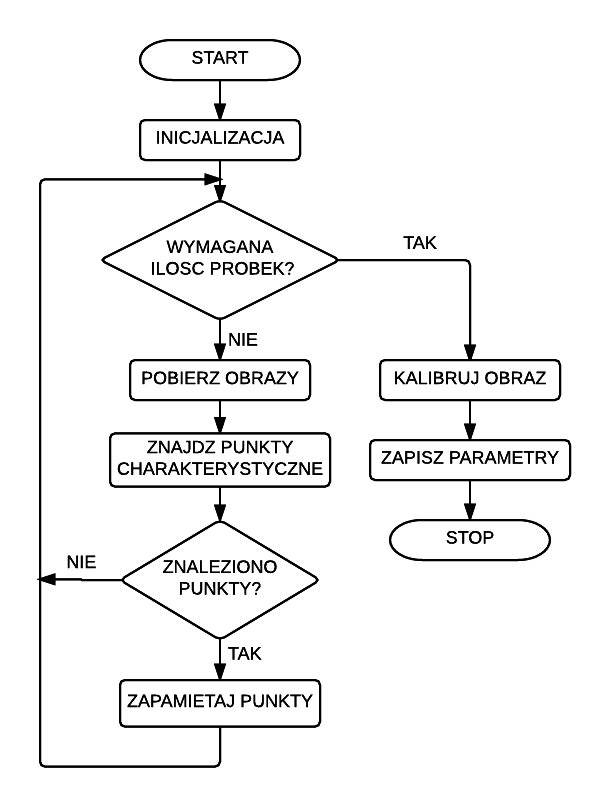 START
INICJALIZACJA
WYMAGANA
ILOSC PROBEK?
TAK
NIE
POBIERZ OBRAZY
KALIBRUJ OBRAZ
ZNAJDZ PUNKTY
CHARAKTERYSTYCZNE
ZAPISZ PARAMETRY
STOP
NIE
ZNALEZIONO
PUNKTY?
TAK
ZAPAMIETAJ PUNKTY